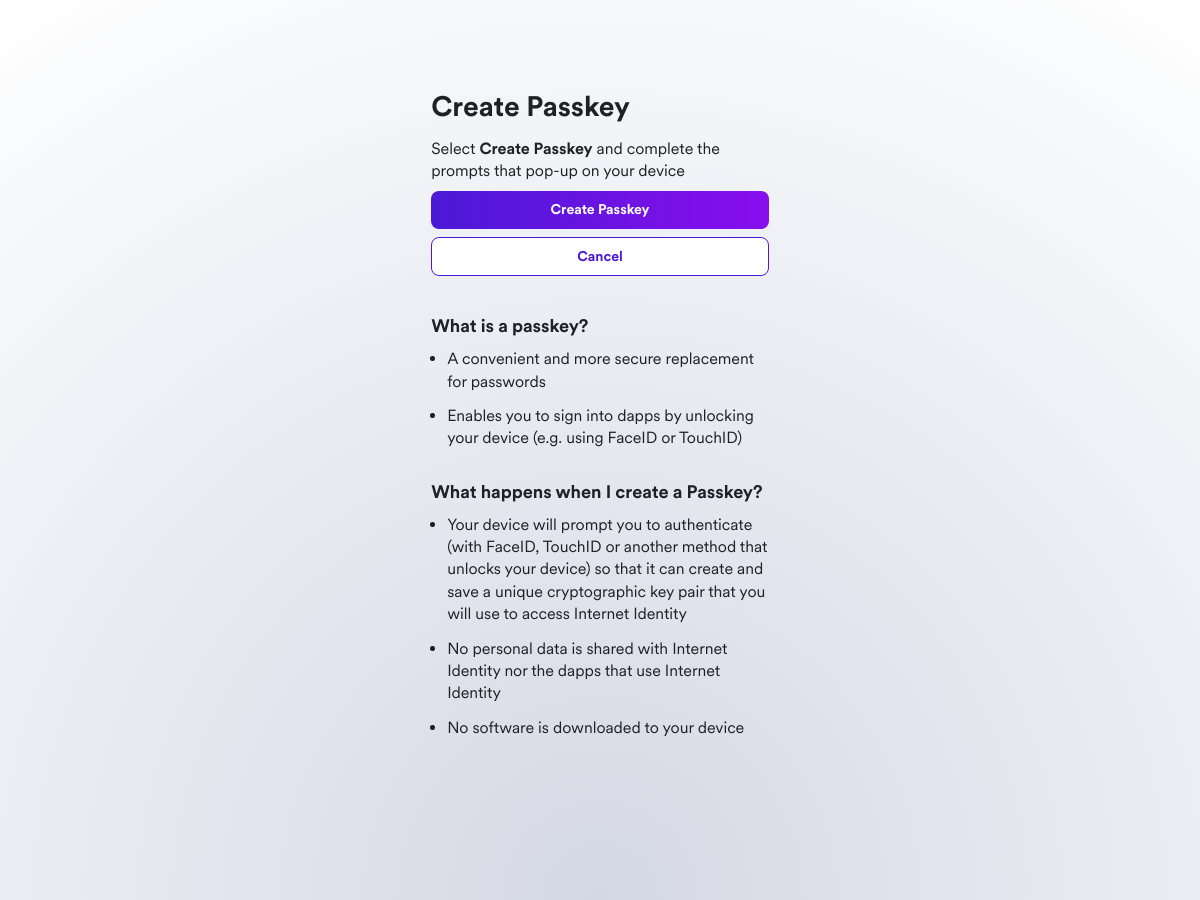 Create Passkey
Select Create Passkey and complete the
prompts that pop-up on your device
Create Passkey
Cancel
What is a passkey?
• A convenient and more secure replacement
for passwords
• Enables you to sign into dapps by unlocking
your device (e.g. using FaceID or TouchID)
What happens when I create a Passkey?
• Your device will prompt you to authenticate
(with FaceID, TouchID or another method that
unlocks your device) so that it can create and
save a unique cryptographic key pair that you
will use to access Internet Identity
• No personal data is shared with Internet
Identity nor the dapps that use Internet
Identity
• No software is downloaded to your device